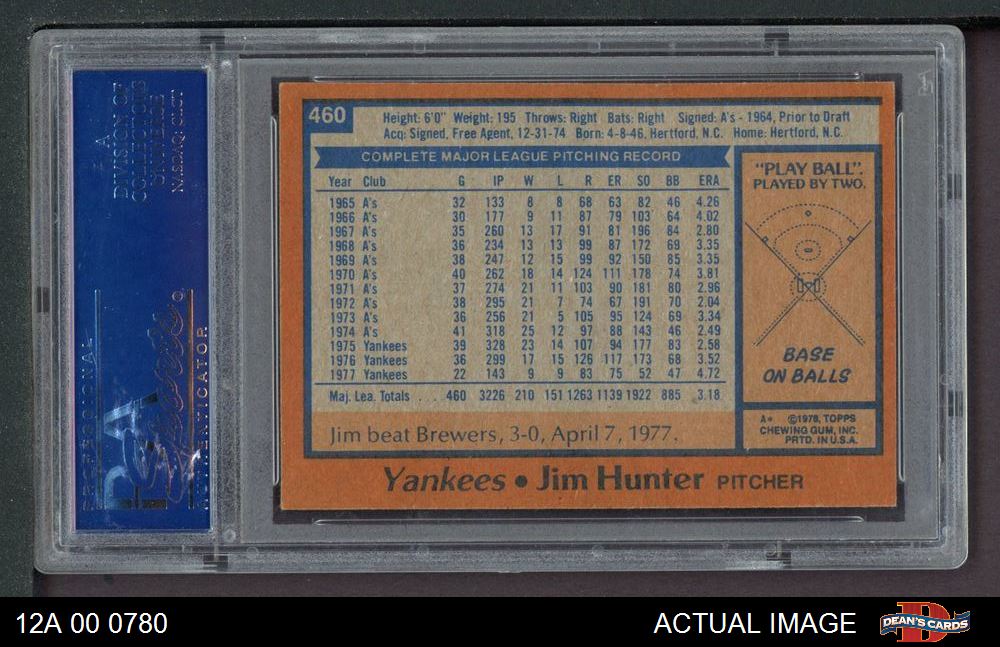 A
DIVISION OF
COLLECTORS
UNIVERSE
NASDAQ: CLCT
PSA
PROFESSIONAL
Sports
AUTHENTICATOR
460
Height: 6'0" Weight: 195 Throws: Right Bats: Right Signed: A's - 1964, Prior to Draft
Acq: Signed, Free Agent, 12-31-74 Born: 4-8-46, Hertford, N.C. Home: Hertford, N.C.
COMPLETE MAJOR LEAGUE PITCHING RECORD
Year Club G IP W L R ER SO BB ERA
1965 A's 32 133 8 8 68 63 82 46 4.26
1966 A's 30 177 9 11 87 79 103 64 4.02
1967 A's 35 260 13 17 91 81 196 84 2.80
1968 A's 36 234 13 13 99 87 172 69 3.35
1969 A's 38 247 12 15 99 92 150 85 3.35
1970 A's 40 262 18 14 124 111 178 74 3.81
1971 A's 37 274 21 11 103 90 181 80 2.96
1972 A's 38 295 21 7 74 67 191 70 2.04
1973 A's 36 256 21 5 105 95 124 69 3.34
1974 A's 41 318 25 12 97 88 143 46 2.49
1975 Yankees 39 328 23 14 107 94 177 83 2.58
1976 Yankees 36 299 17 15 126 117 173 68 3.52
1977 Yankees 22 143 9 9 83 75 52 47 4.72
Maj. Lea. Totals . . . 460 3226 210 151 1263 1139 1922 885 3.18
Jim beat Brewers, 3-0, April 7, 1977.
"PLAY BALL".
PLAYED BY TWO.
BASE
ON BALLS
A* ©1978, TOPPS
CHEWING GUM, INC.
PRTD. IN U.S.A.
Yankees • Jim Hunter PITCHER
12A 00 0780
ACTUAL IMAGE
D
DEAN'S CARDS